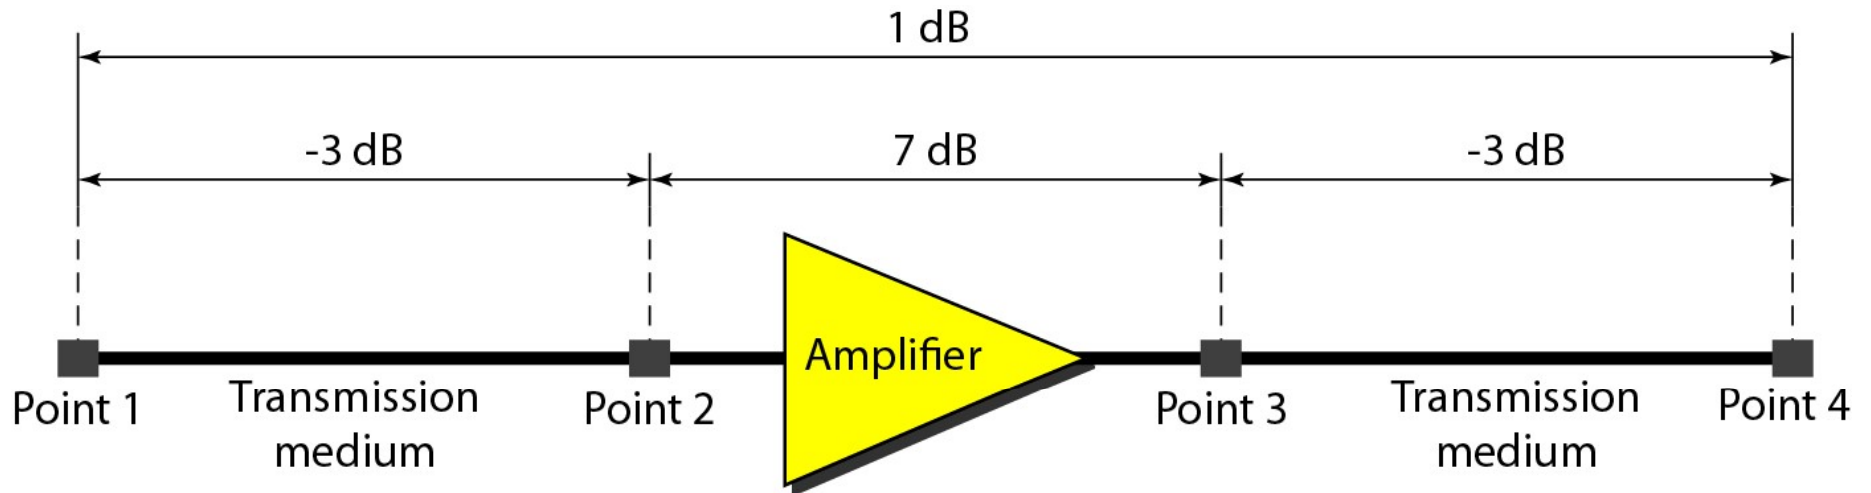 1 dB
-3 dB
7 dB
-3 dB
Amplifier
Point 1
Transmission
medium
Point 2
Point 3
Transmission
medium
Point 4